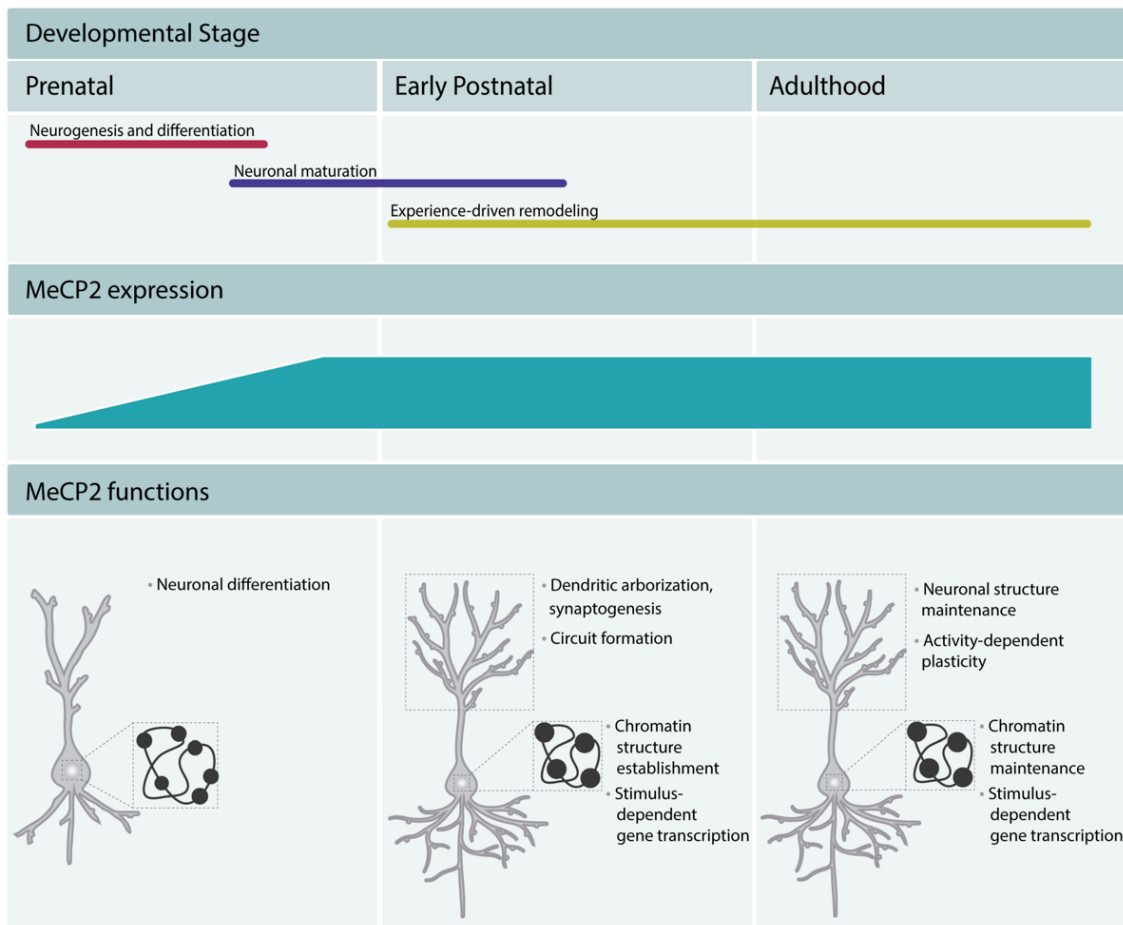 Developmental Stage
Prenatal
Early Postnatal
Adulthood
Neurogenesis and differentiation
Neuronal maturation
Experience-driven remodeling
MeCP2 expression
MeCP2 functions
• Neuronal differentiation
• Dendritic arborization,
synaptogenesis
• Circuit formation
• Chromatin
structure
establishment
• Stimulus-
dependent
gene transcription
• Neuronal structure
maintenance
• Activity-dependent
plasticity
• Chromatin
structure
maintenance
• Stimulus-
dependent
gene transcription